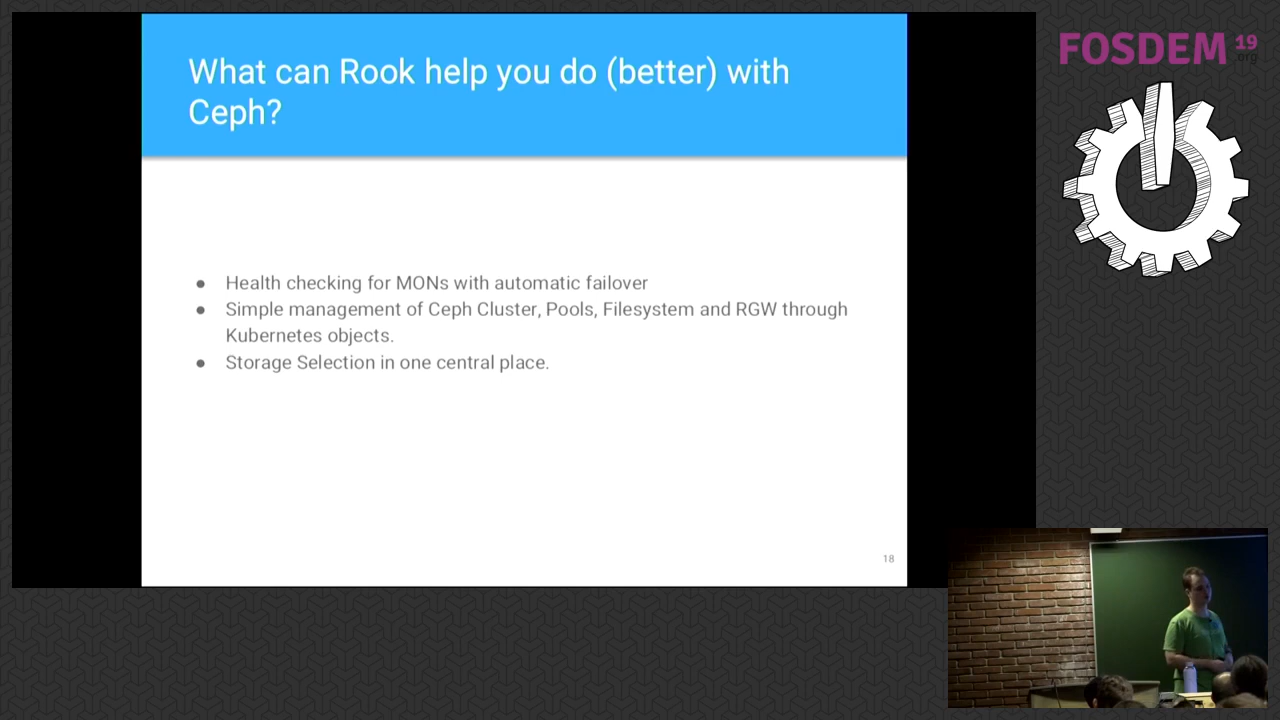 What can Rook help you do (better) with
Ceph?
● Health checking for MONs with automatic failover
● Simple management of Ceph Cluster, Pools, Filesystem and RGW through
Kubernetes objects.
● Storage Selection in one central place.
18
FOSDEM 19
.org